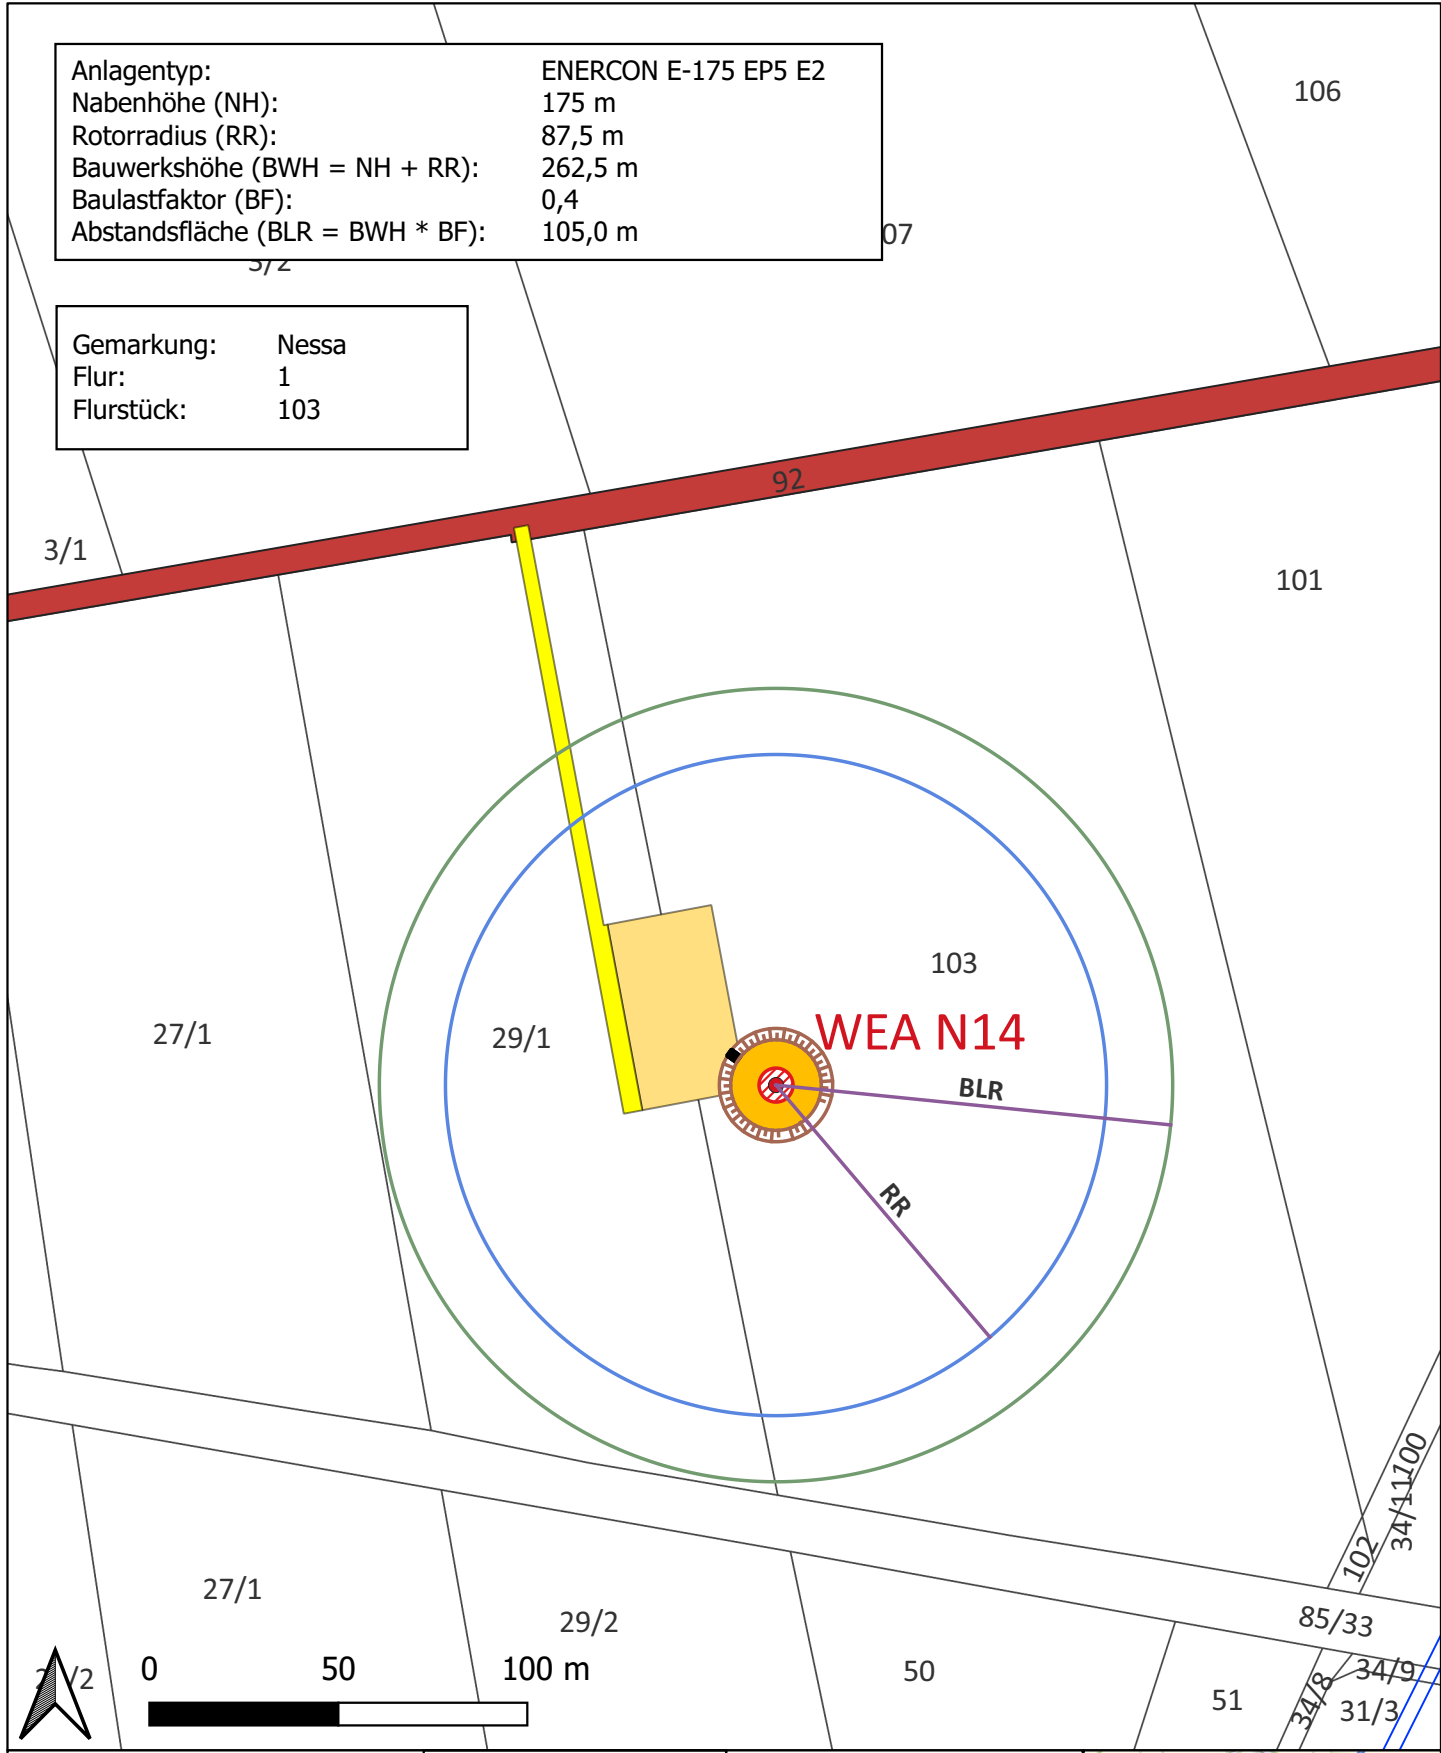 Anlagentyp: ENERCON E-175 EP5 E2
Nabenhöhe (NH): 175 m
Rotorradius (RR): 87,5 m
Bauwerkshöhe (BWH = NH + RR): 262,5 m
Baulastfaktor (BF): 0,4
Abstandsfläche (BLR = BWH * BF): 105,0 m
106
07
3/2
Gemarkung: Nessa
Flur: 1
Flurstück: 103
92
3/1
101
103
WEA N14
27/1
29/1
BLR
RR
100
34/11
102
27/1
29/2
85/33
50
34/9
34/8
51
31/3
0 50 100 m